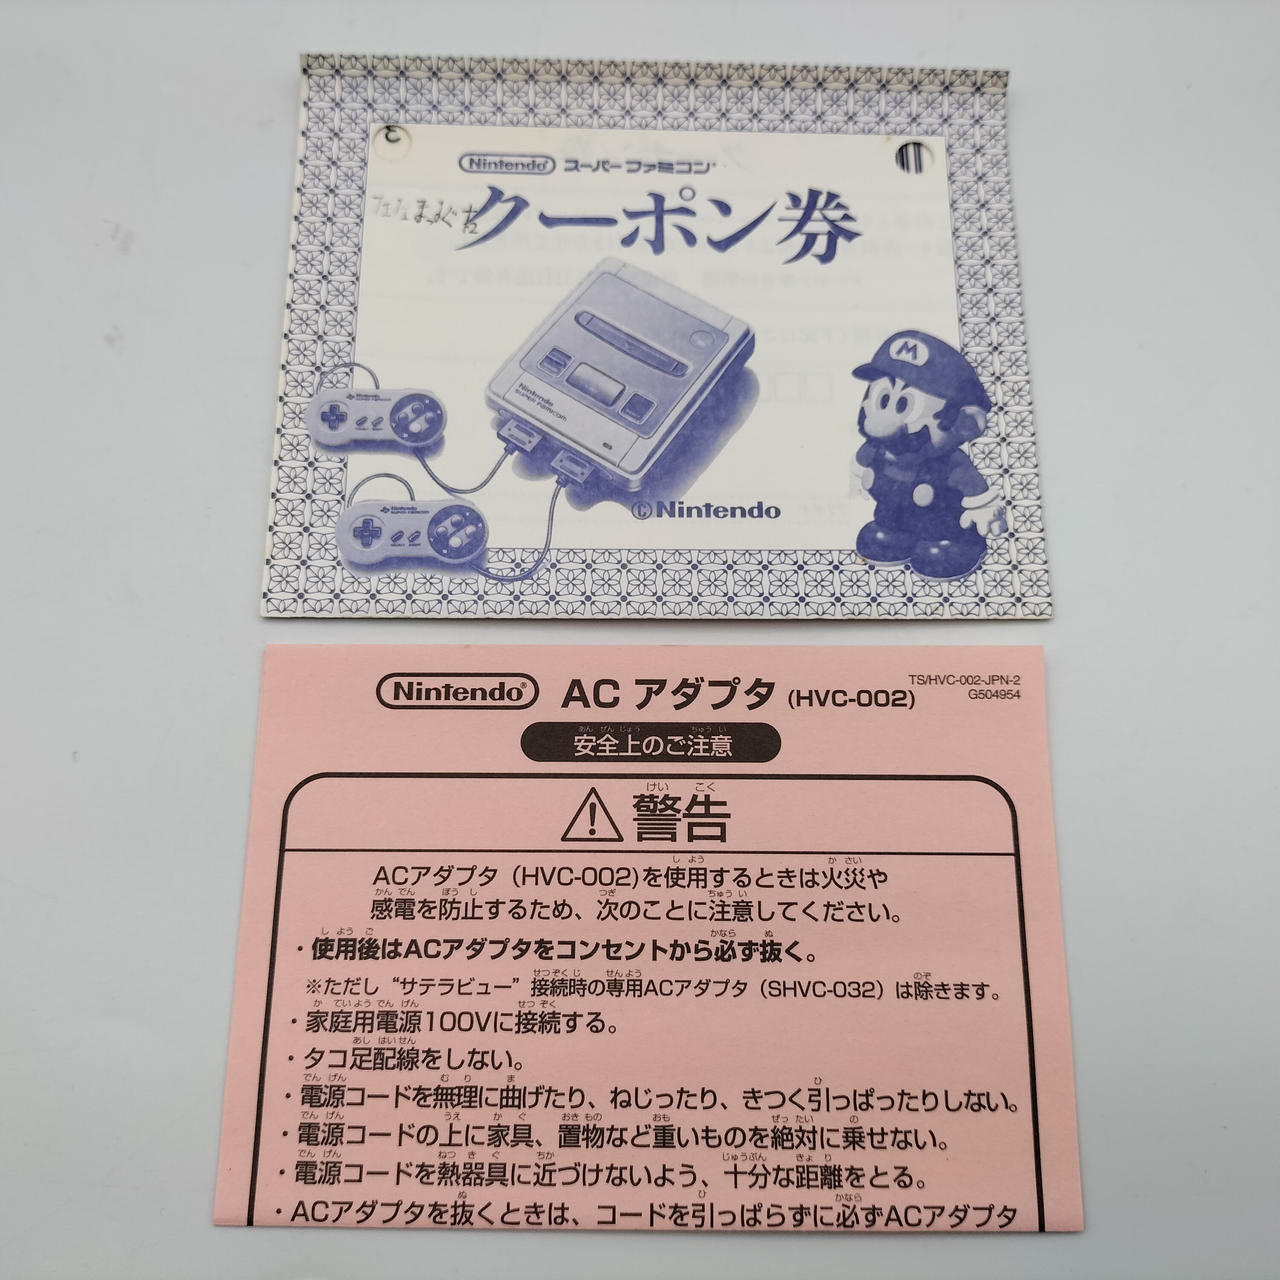 Nintendo スーパーファミコン
クーポン券
Nintendo
SUPER FAMICOM
©Nintendo
M
Nintendo® AC アダプタ (HVC-002)
TS/HVC-002-JPN-2
G504954
安全上のご注意
警告
ACアダプタ（HVC-002)を使用するときは火災や
感電を防止するため、次のことに注意してください。
・使用後はACアダプタをコンセントから必ず抜く。
※ただし“サテラビュー”接続時の専用ACアダプタ（SHVC-032）は除きます。
・家庭用電源100Vに接続する。
・タコ足配線をしない。
・電源コードを無理に曲げたり、ねじったり、きつく引っぱったりしない。
・電源コードの上に家具、置物など重いものを絶対に乗せない。
・電源コードを熱器具に近づけないよう、十分な距離をとる。
・ACアダプタを抜くときは、コードを引っぱらずに必ずACアダプタ